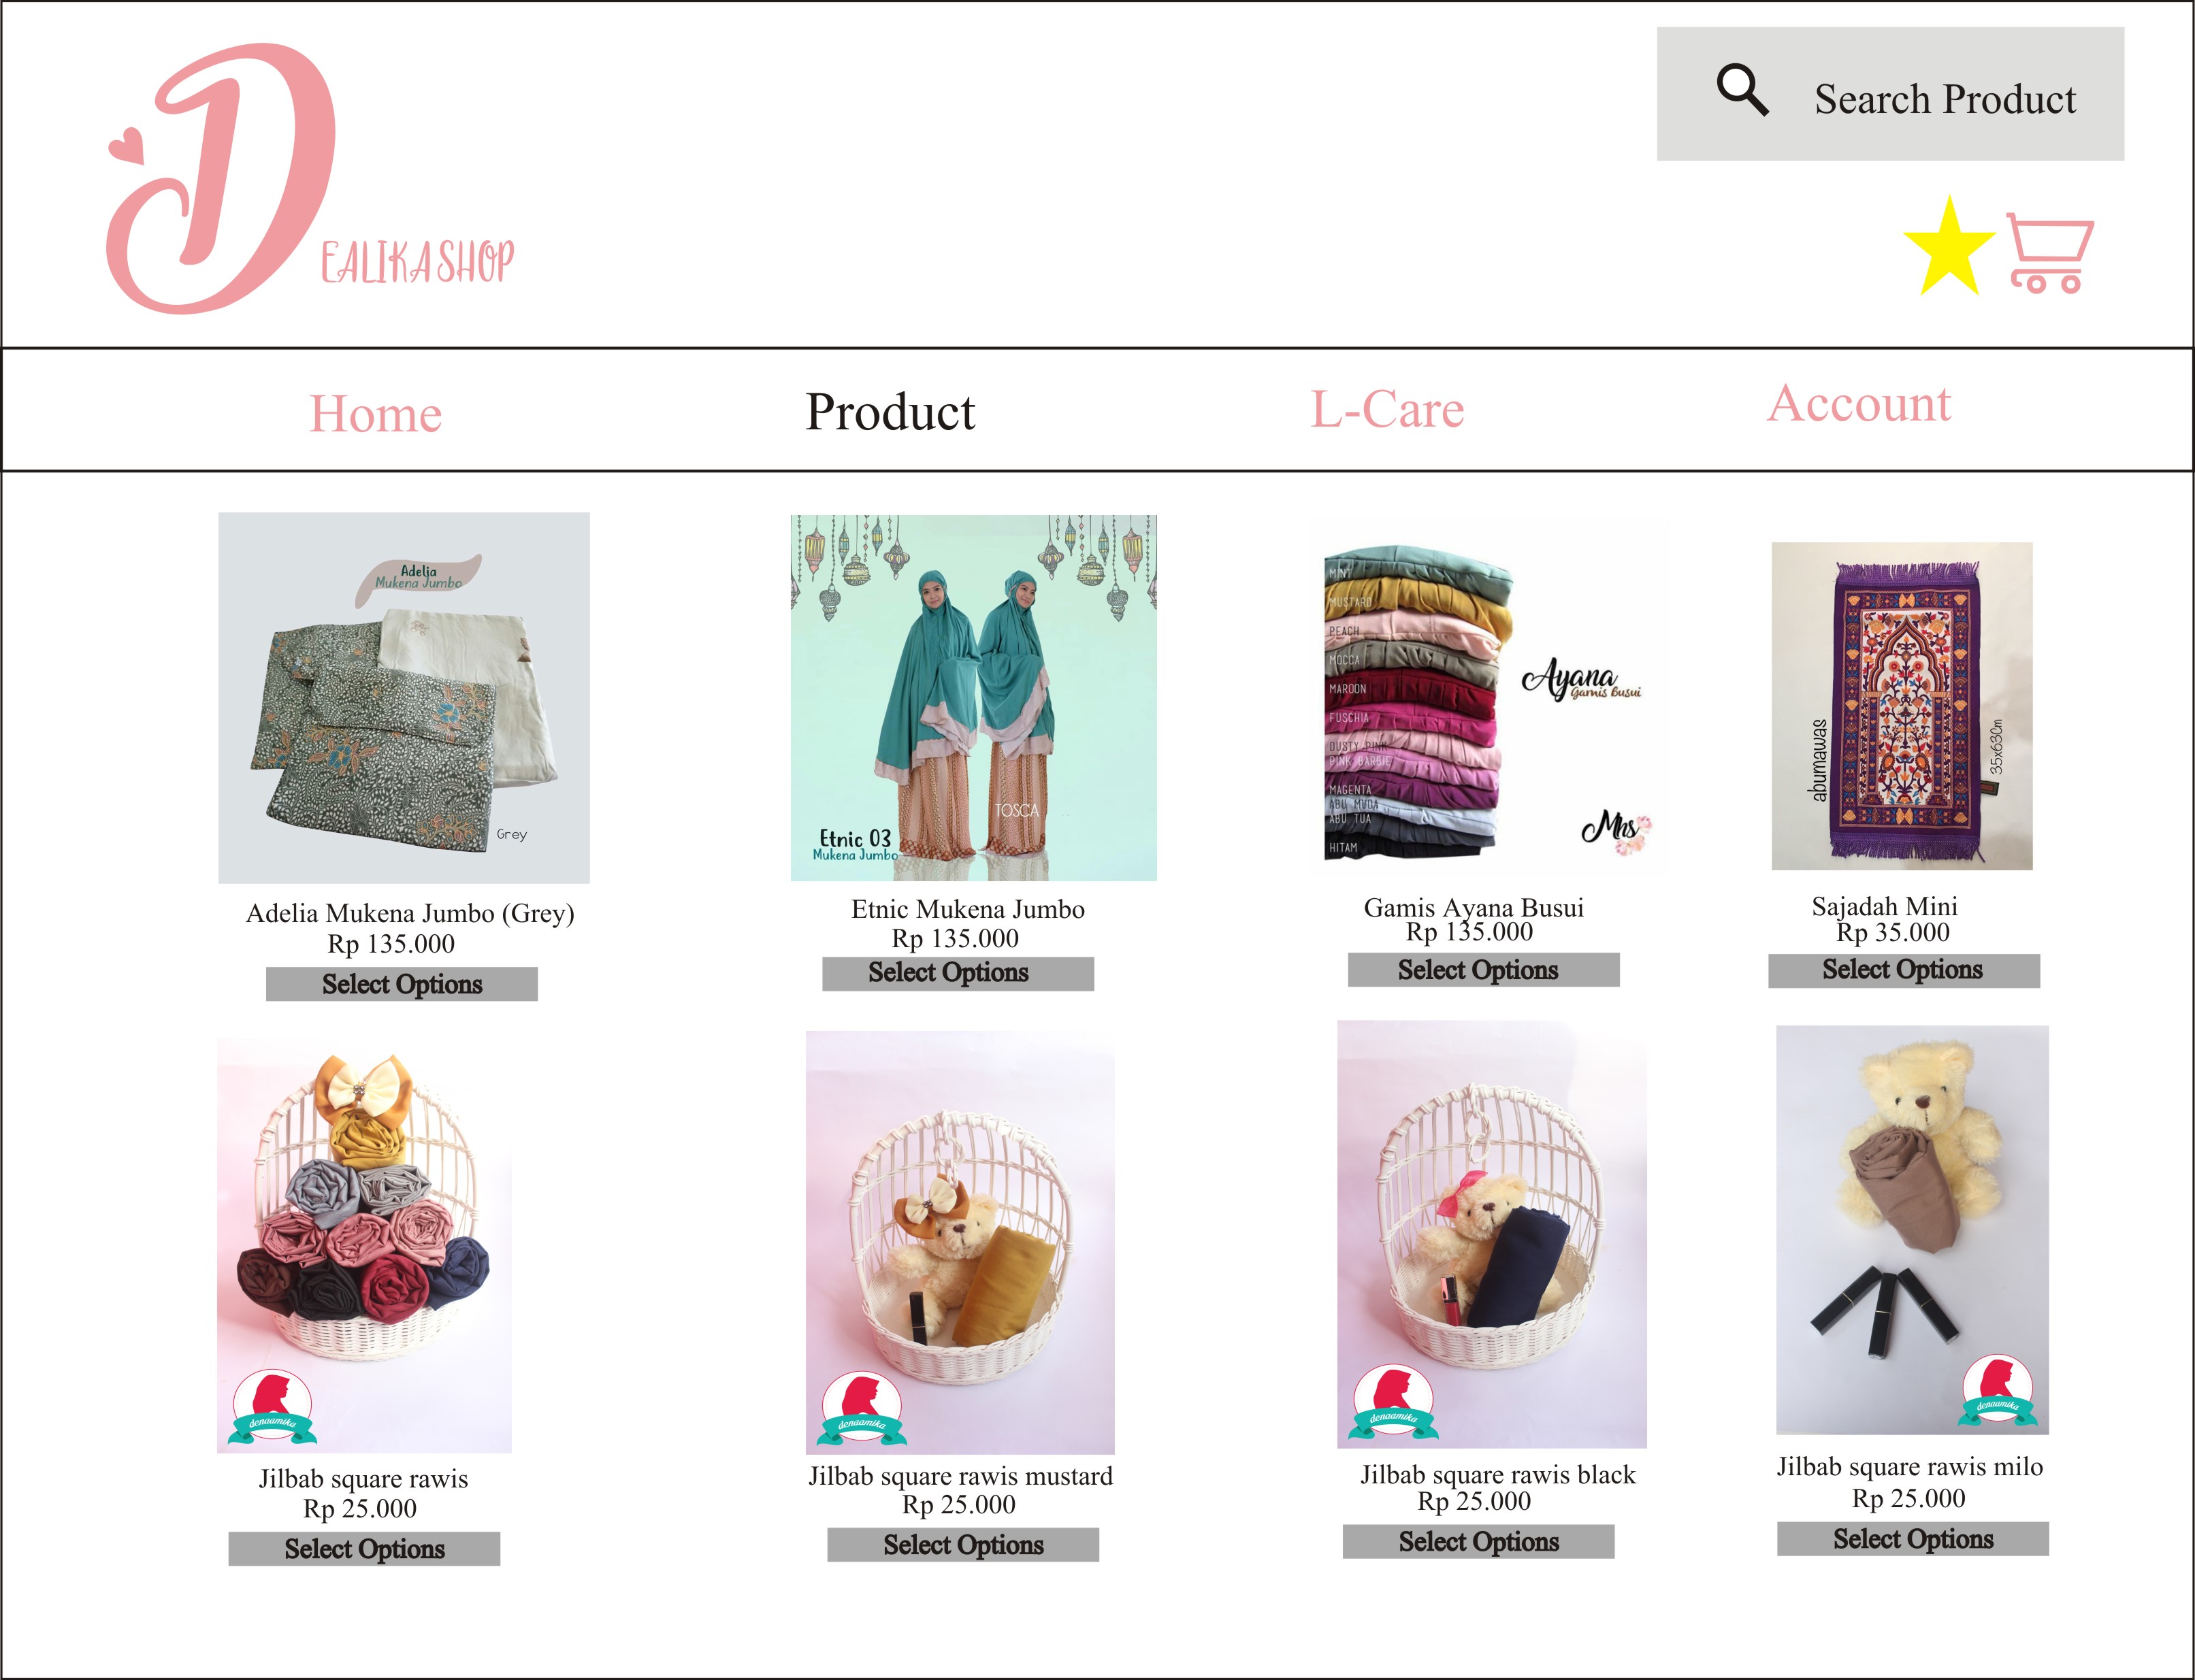 Search Product
DEALIKASHOP
Home
Product
L-Care
Account
Adelia
Mukena Jumbo
Grey
Adelia Mukena Jumbo (Grey)
Rp 135.000
Select Options
TOSCA
Etnic 03
Mukena Jumbo
Etnic Mukena Jumbo
Rp 135.000
Select Options
MINT
MUSTARD
PEACH
MOCCA
MAROON
FUSCHIA
DUSTY PINK
PINK BARBIE
MAGENTA
ABU MUDA
ABU TUA
HITAM
Ayana
Gamis Busui
Mhs
Gamis Ayana Busui
Rp 135.000
Select Options
abumawas
35x630m
Sajadah Mini
Rp 35.000
Select Options
denaamika
Jilbab square rawis
Rp 25.000
Select Options
denaamika
Jilbab square rawis mustard
Rp 25.000
Select Options
denaamika
Jilbab square rawis black
Rp 25.000
Select Options
denaamika
Jilbab square rawis milo
Rp 25.000
Select Options